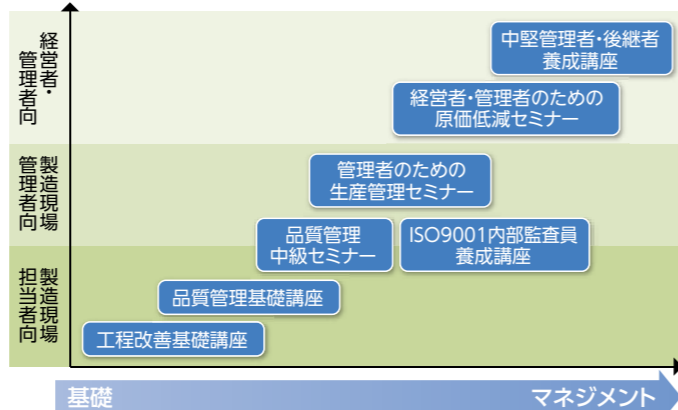 経営者・
管理者向
中堅管理者・後継者
養成講座
経営者・管理者のための
原価低減セミナー
製造現場
管理者向
管理者のための
生産管理セミナー
品質管理
中級セミナー
ISO9001内部監査員
養成講座
製造現場
担当者向
品質管理基礎講座
工程改善基礎講座
基礎
マネジメント